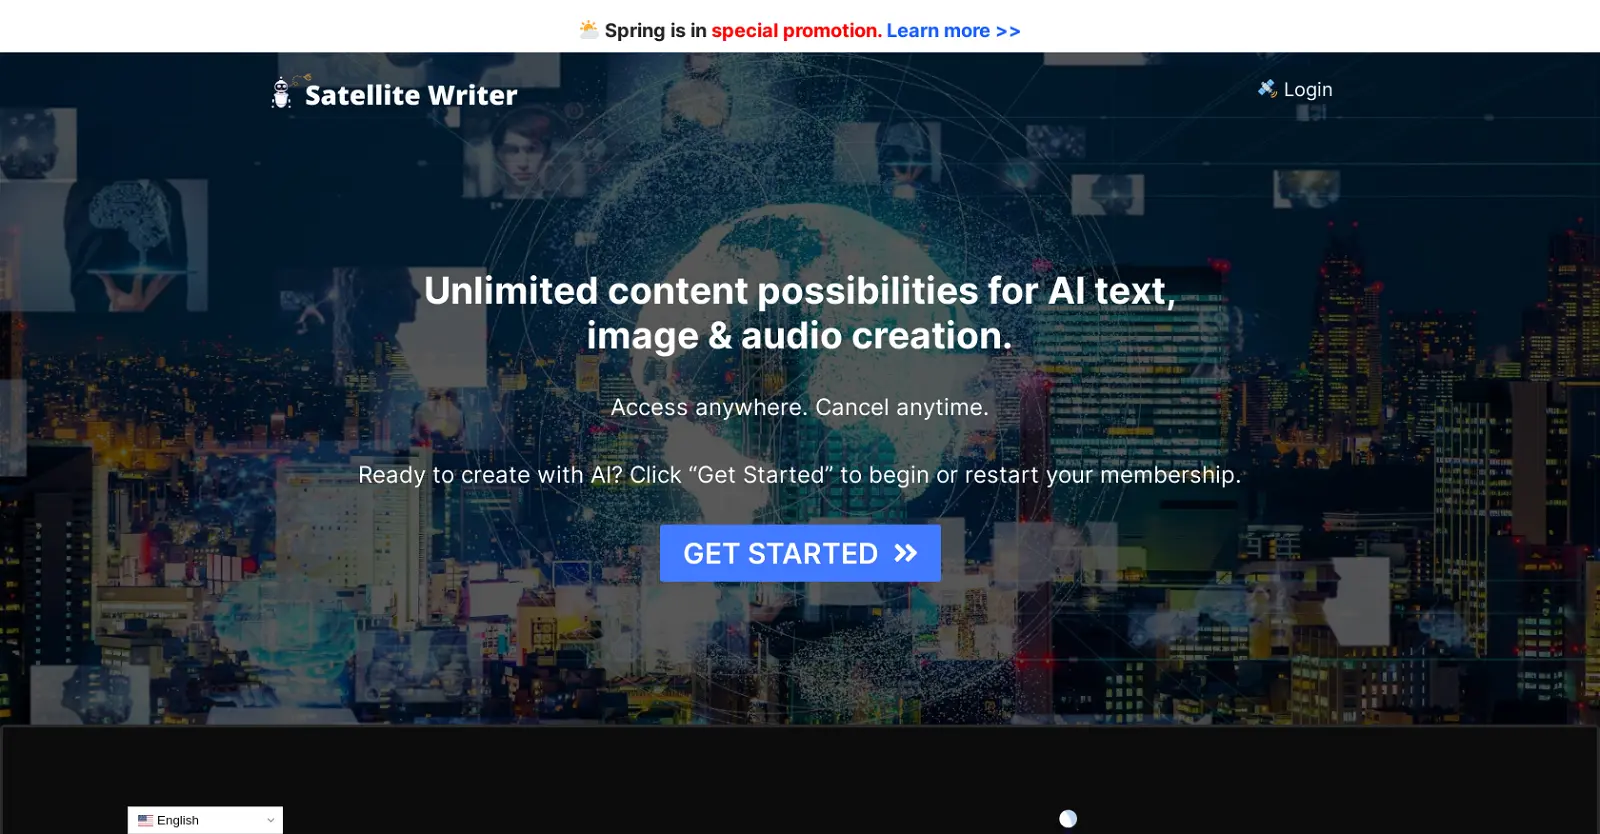 Spring is in special promotion. Learn more >>
Satellite Writer
Login
Unlimited content possibilities for AI text,
image & audio creation.
Access anywhere. Cancel anytime.
Ready to create with AI? Click “Get Started” to begin or restart your membership.
GET STARTED
English